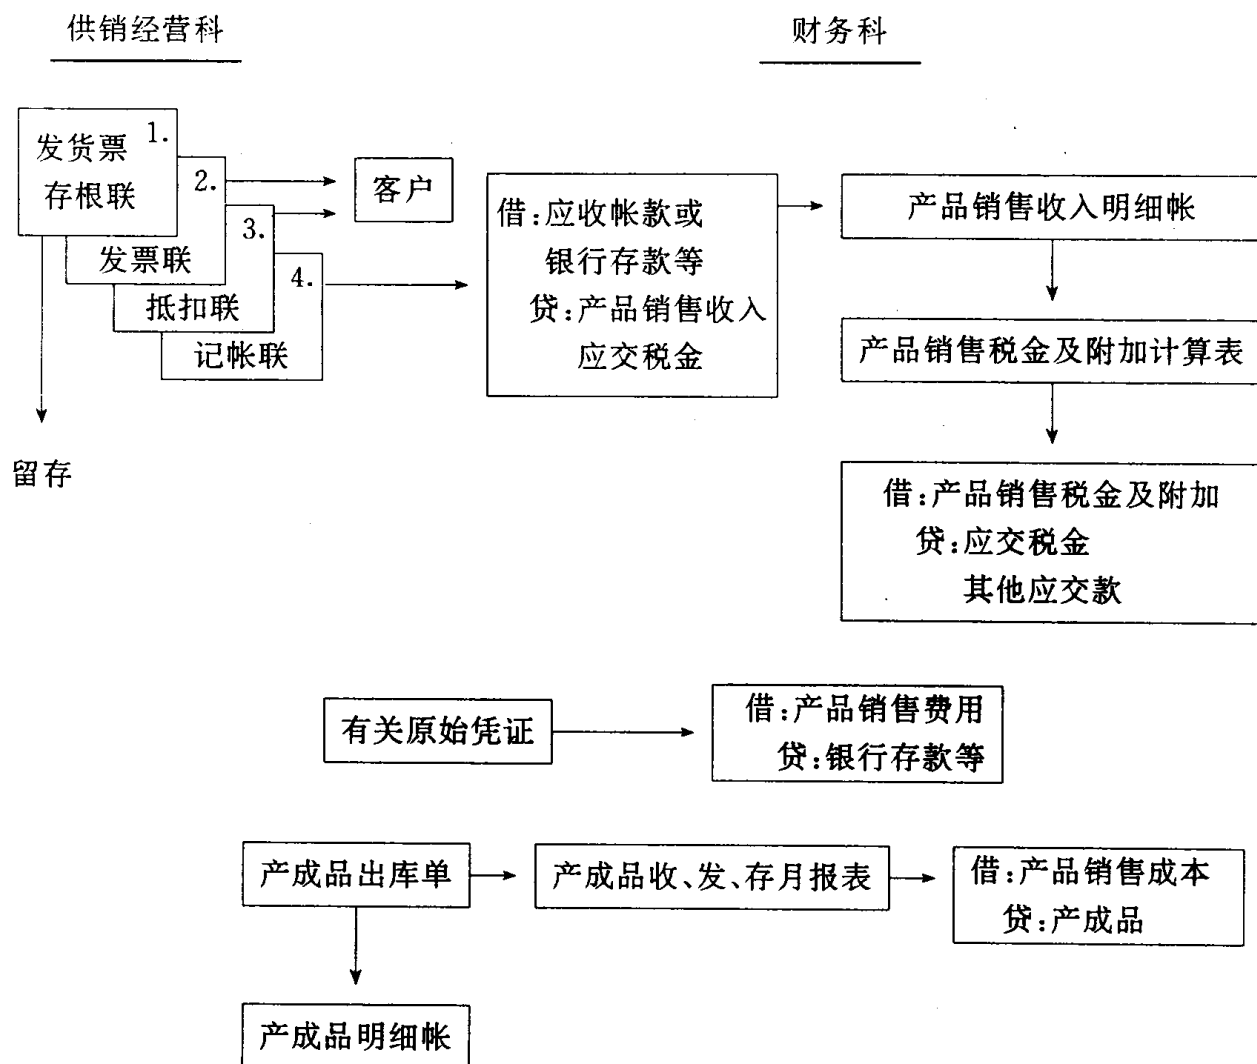 供销经营科
财务科
发货票 1.
存根联
2.
发票联
3.
抵扣联
4.
记帐联
留存
客户
借:应收帐款或
银行存款等
贷:产品销售收入
应交税金
产品销售收入明细帐
产品销售税金及附加计算表
借:产品销售税金及附加
贷:应交税金
其他应交款
有关原始凭证
借:产品销售费用
贷:银行存款等
产成品出库单
产成品收、发、存月报表
借:产品销售成本
贷:产成品
产成品明细帐